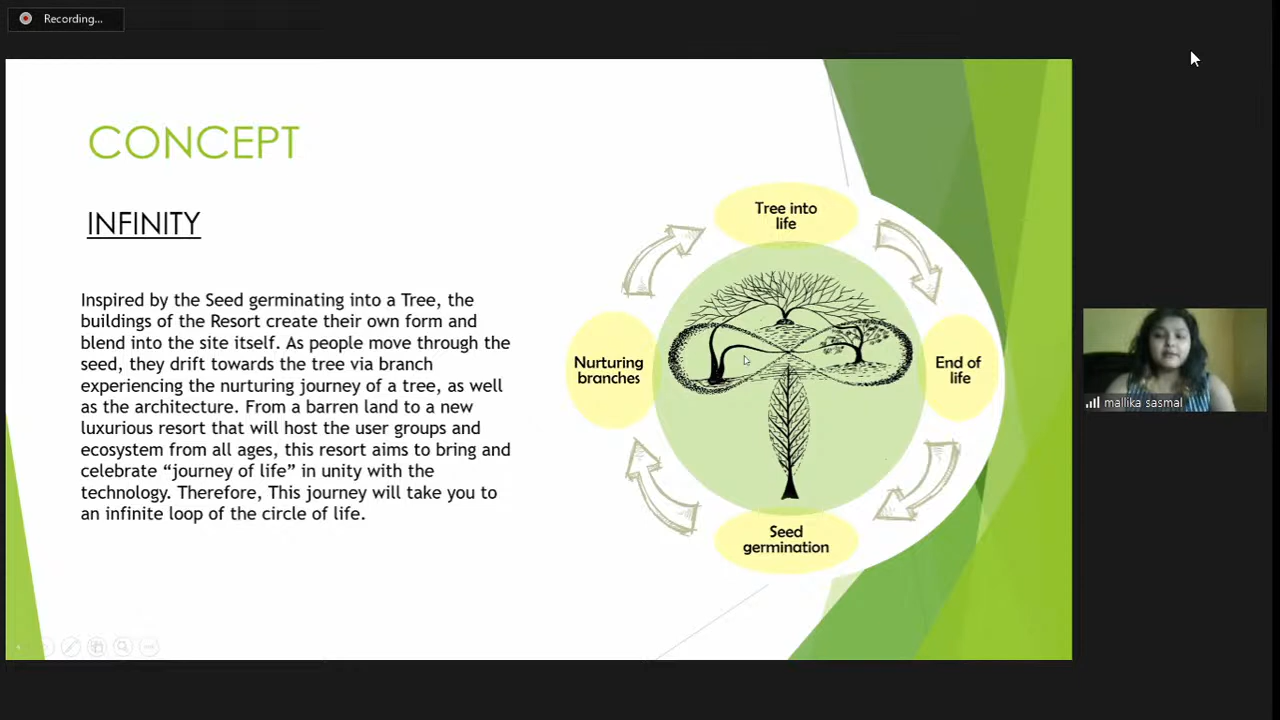 Recording...
CONCEPT
INFINITY
Inspired by the Seed germinating into a Tree, the
buildings of the Resort create their own form and
blend into the site itself. As people move through the
seed, they drift towards the tree via branch
experiencing the nurturing journey of a tree, as well
as the architecture. From a barren land to a new
luxurious resort that will host the user groups and
ecosystem from all ages, this resort aims to bring and
celebrate “journey of life” in unity with the
technology. Therefore, This journey will take you to
an infinite loop of the circle of life.
Tree into
life
Nurturing
branches
End of
life
Seed
germination
mallika sasmal